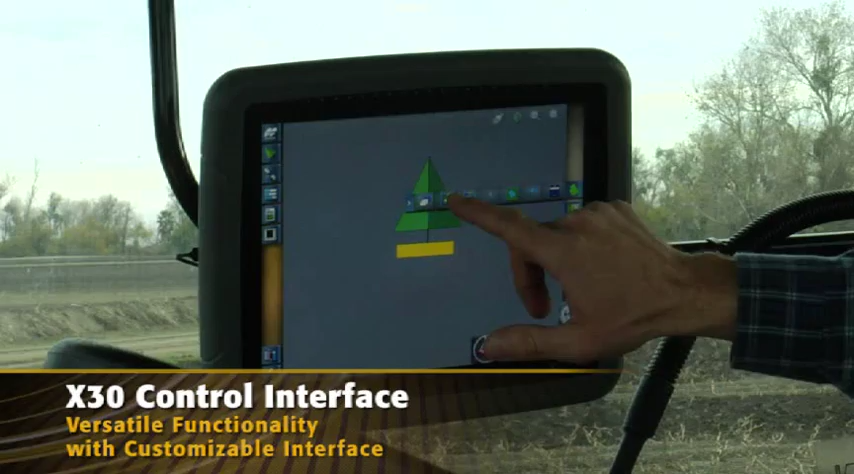 X30 Control Interface
Versatile Functionality
with Customizable Interface